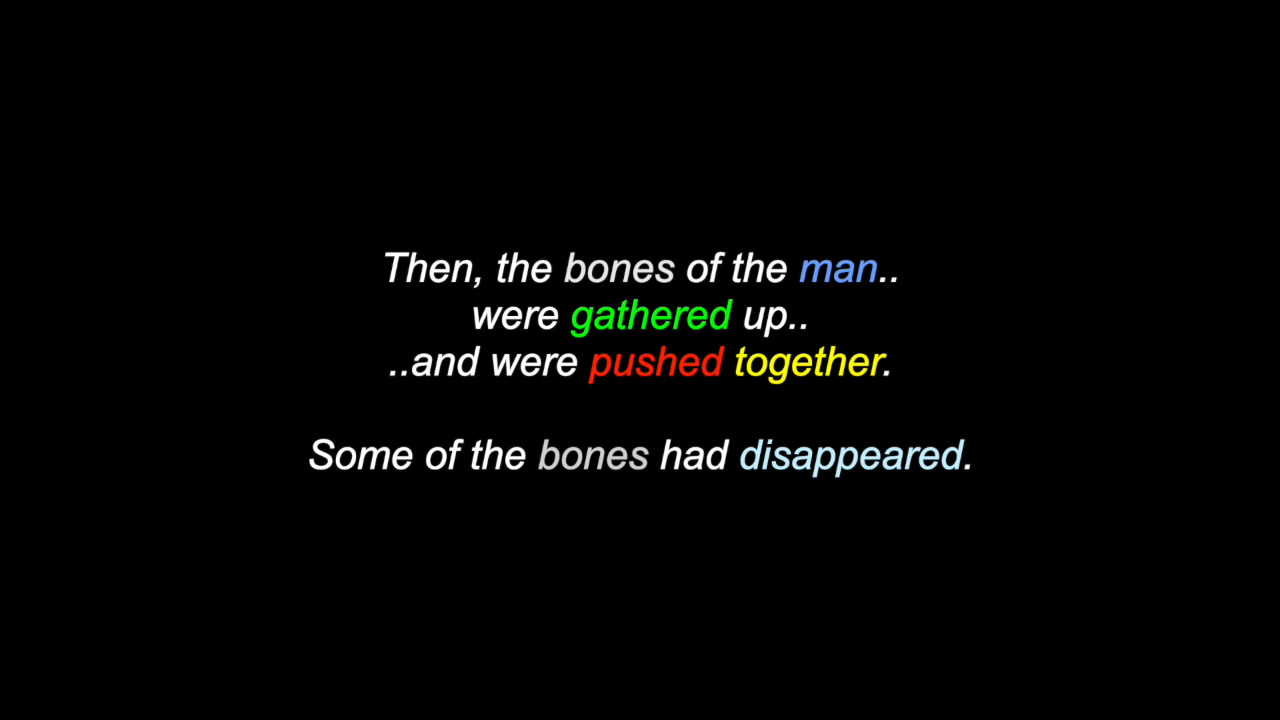 Then, the bones of the man..
were gathered up..
..and were pushed together.
Some of the bones had disappeared.